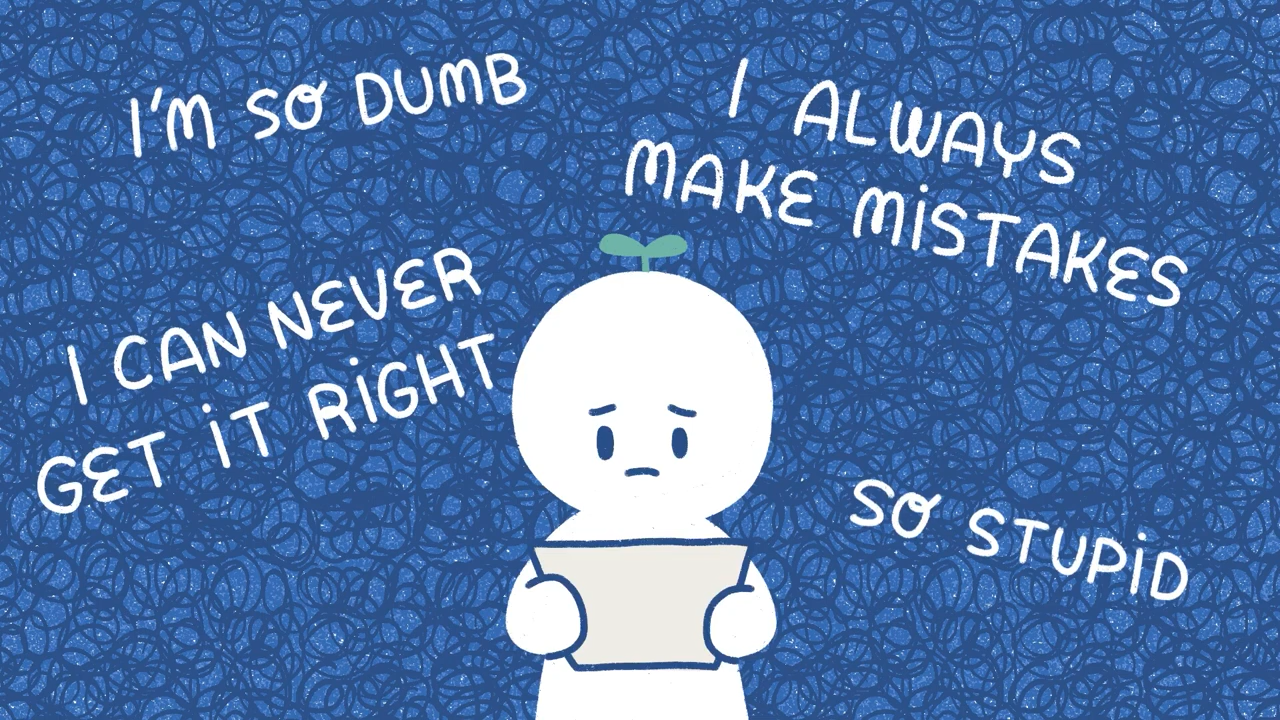 I'M SO DUMB
I ALWAYS
MAKE MISTAKES
I CAN NEVER
GET IT RIGHT
SO STUPID